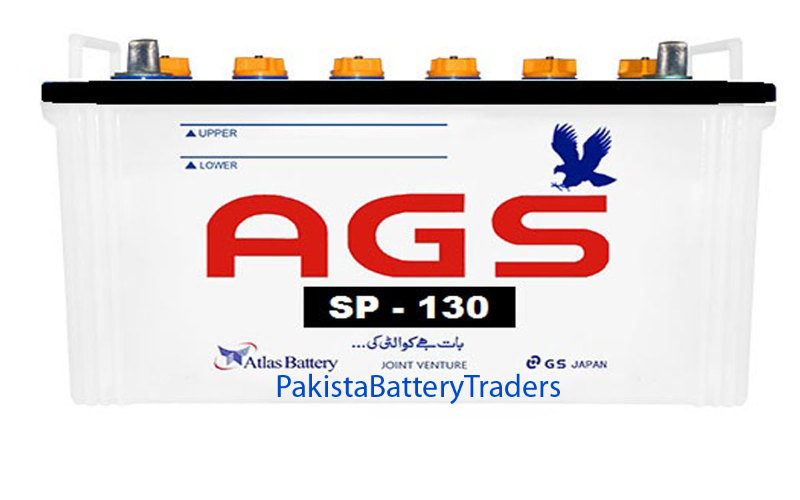 ▲ UPPER
▲ LOWER
AGS
SP - 130
بات ہے کوالٹی کی...
Atlas Battery
JOINT VENTURE
GS JAPAN
PakistaBatteryTraders